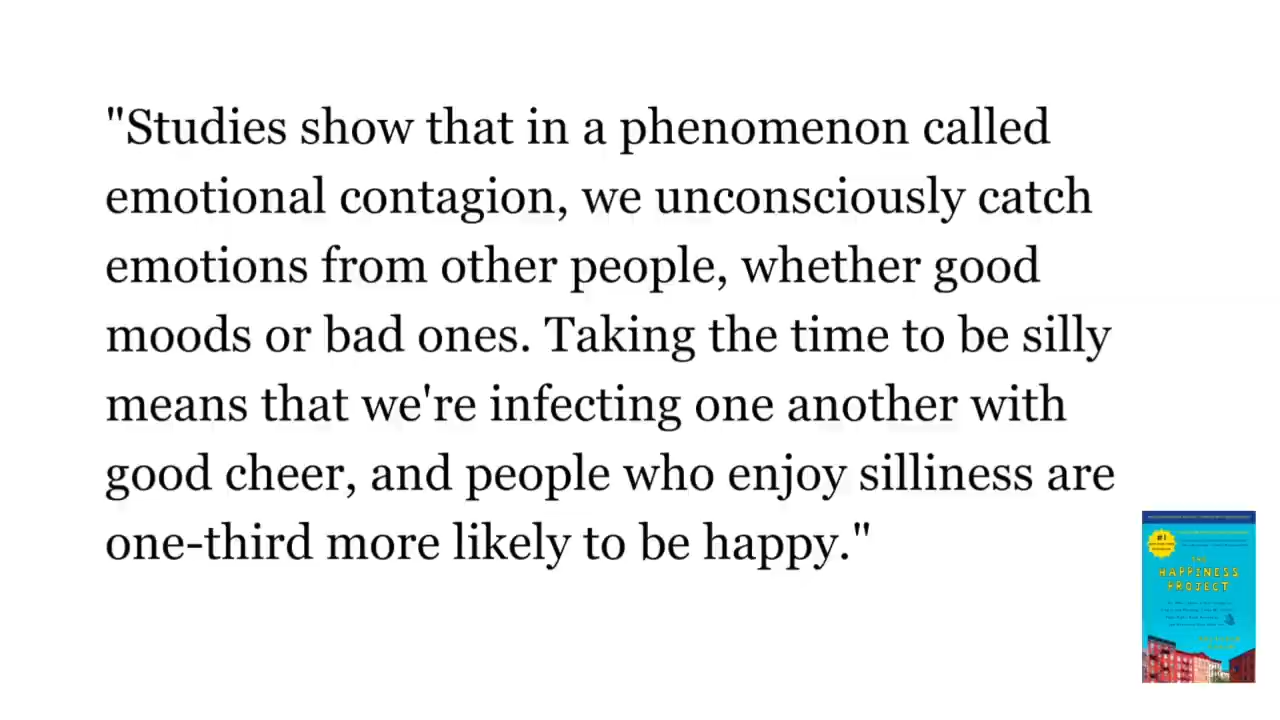 "Studies show that in a phenomenon called
emotional contagion, we unconsciously catch
emotions from other people, whether good
moods or bad ones. Taking the time to be silly
means that we're infecting one another with
good cheer, and people who enjoy silliness are
one-third more likely to be happy."
#1
THE
HAPPINESS
PROJECT